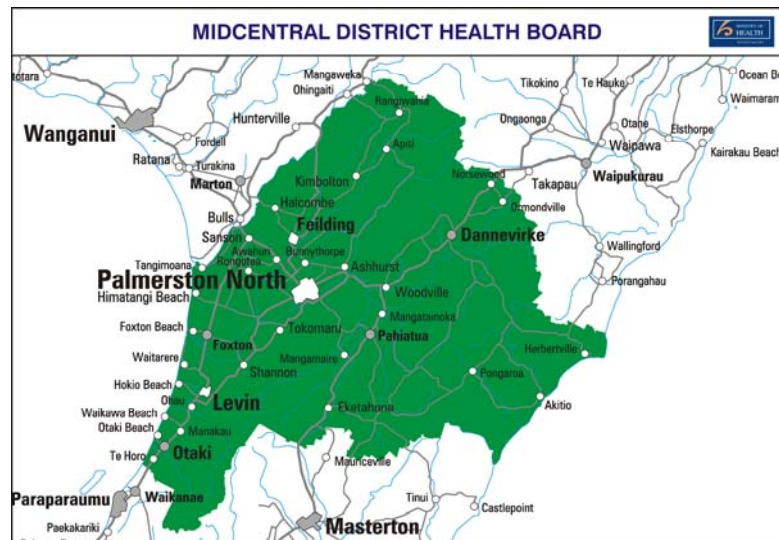 MIDCENTRAL DISTRICT HEALTH BOARD
HEALTH
Mangaweka
Ohingaiti
Rangiwahia
Tikokino
Te Hauke
Waimaram
Wanganui
Hunterville
Fordell
Apiti
Ongaonga
Otane
Elsthorpe
Waipawa
Kairakau Beach
Ratana
Turakina
Marton
Kimbolton
Norsewood
Takapau
Waipukurau
Halcombe
Ormondville
Bulls
Feilding
Sanson
Dannevirke
Wallingford
Awahuri
Bunnythorpe
Rongotea
Tangimoana
Ashhurst
Palmerston North
Porangahau
Himatangi Beach
Woodville
Mangatainoka
Foxton Beach
Foxton
Tokomaru
Pahiatua
Waitarere
Mangamaire
Herbertville
Shannon
Pongaroa
Hokio Beach
Ohau
Levin
Akitio
Waikawa Beach
Eketahuna
Otaki Beach
Manakau
Otaki
Te Horo
Mauriceville
Paraparaumu
Waikanae
Tinui
Castlepoint
Paekakariki
Masterton